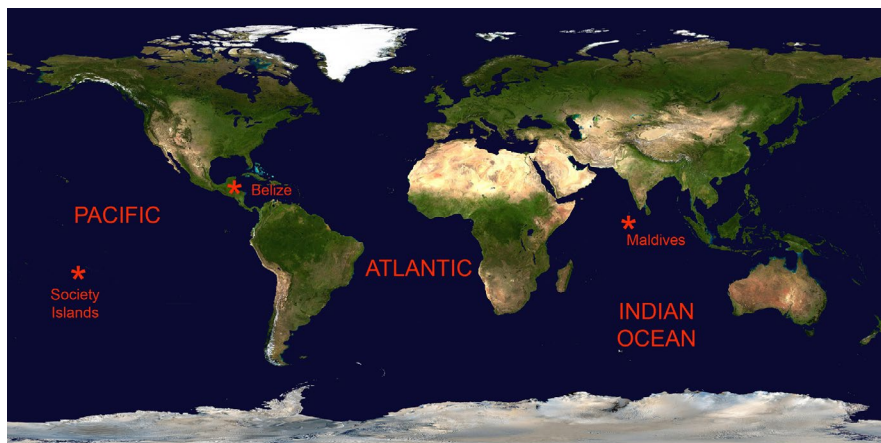 * Belize
PACIFIC
*
Society
Islands
ATLANTIC
*
Maldives
INDIAN
OCEAN